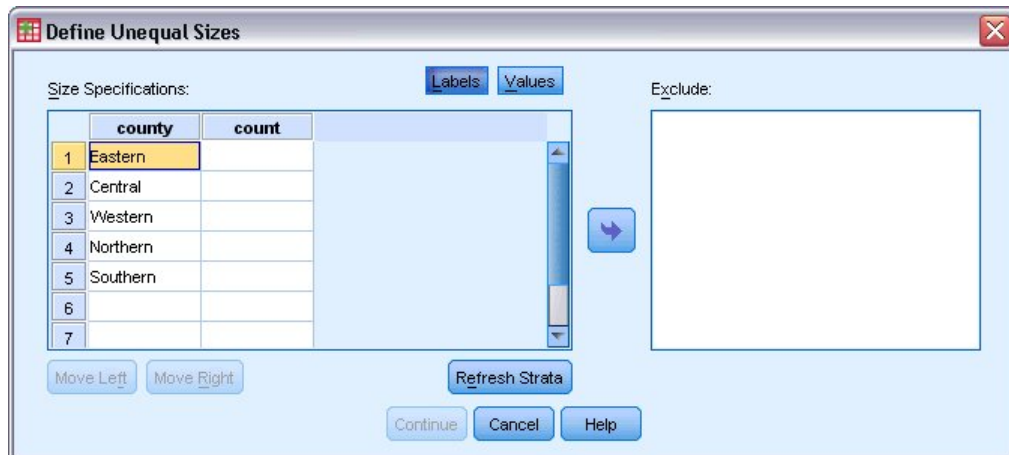 Define Unequal Sizes
Size Specifications:
Labels
Values
Exclude:
county count
1 Eastern
2 Central
3 Western
4 Northern
5 Southern
6
7
Move Left
Move Right
Refresh Strata
Continue
Cancel
Help